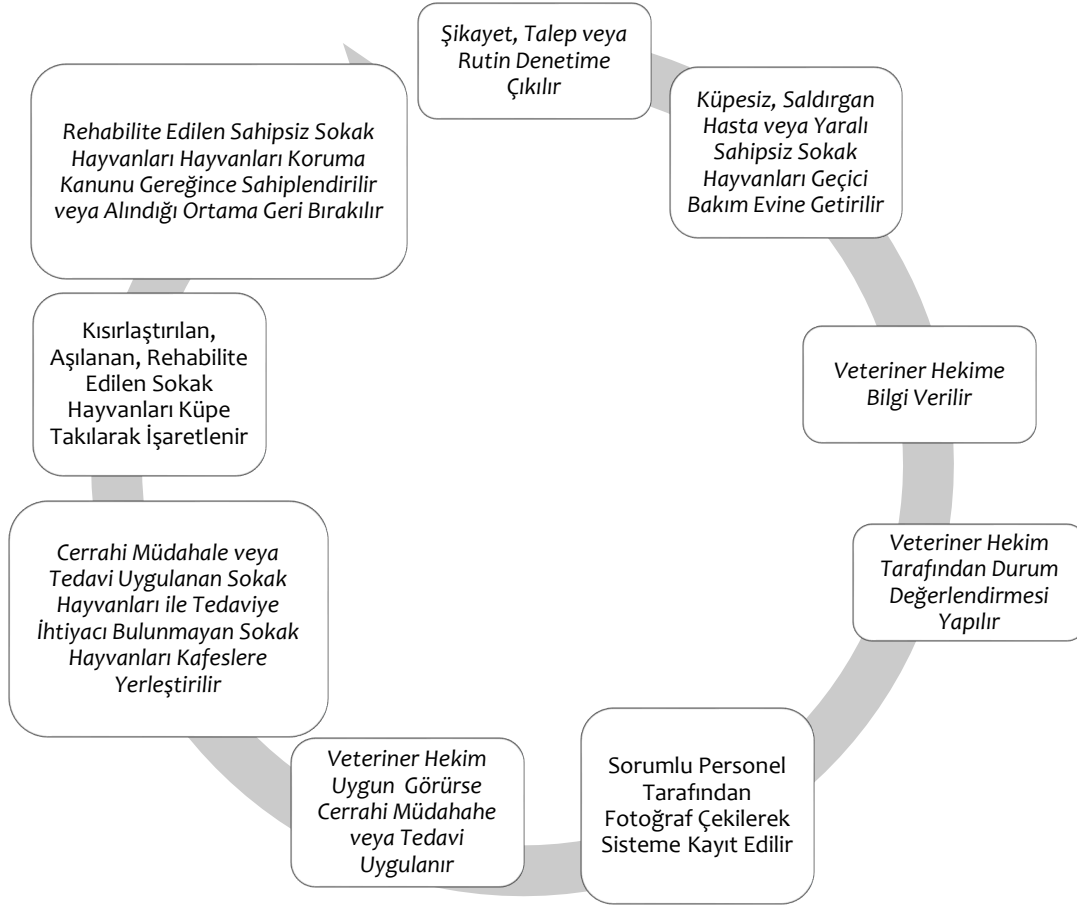 Şikayet, Talep veya
Rutin Denetime
Çıkılır
Küpesiz, Saldırgan
Hasta veya Yaralı
Sahipsiz Sokak
Hayvanları Geçici
Bakım Evine Getirilir
Veteriner Hekime
Bilgi Verilir
Veteriner Hekim
Tarafından Durum
Değerlendirmesi
Yapılır
Sorumlu Personel
Tarafından
Fotoğraf Çekilerek
Sisteme Kayıt Edilir
Veteriner Hekim
Uygun Görürse
Cerrahi Müdahahe
veya Tedavi
Uygulanır
Cerrahi Müdahale veya
Tedavi Uygulanan Sokak
Hayvanları ile Tedaviye
İhtiyacı Bulunmayan Sokak
Hayvanları Kafeslere
Yerleştirilir
Kısırlaştırılan,
Aşılanan, Rehabilite
Edilen Sokak
Hayvanları Küpe
Takılarak İşaretlenir
Rehabilite Edilen Sahipsiz Sokak
Hayvanları Hayvanları Koruma
Kanunu Gereğince Sahiplendirilir
veya Alındığı Ortama Geri Bırakılır